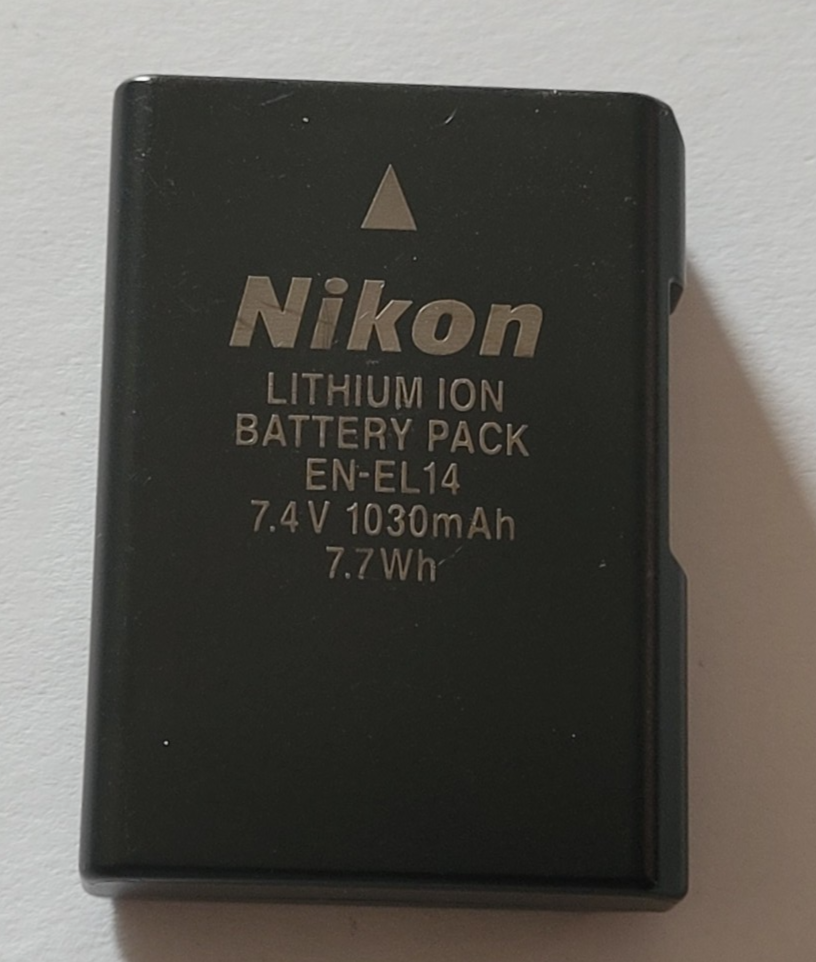 Nikon
LITHIUM ION
BATTERY PACK
EN-EL14
7.4V 1030mAh
7.7Wh